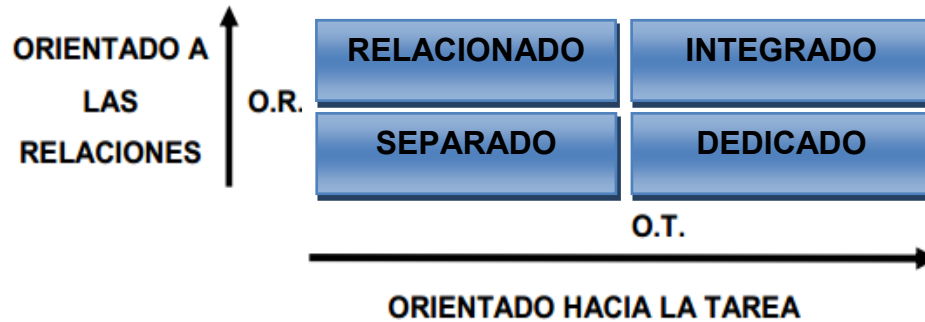 ORIENTADO A
LAS
RELACIONES
O.R.
RELACIONADO
INTEGRADO
SEPARADO
DEDICADO
O.T.
ORIENTADO HACIA LA TAREA